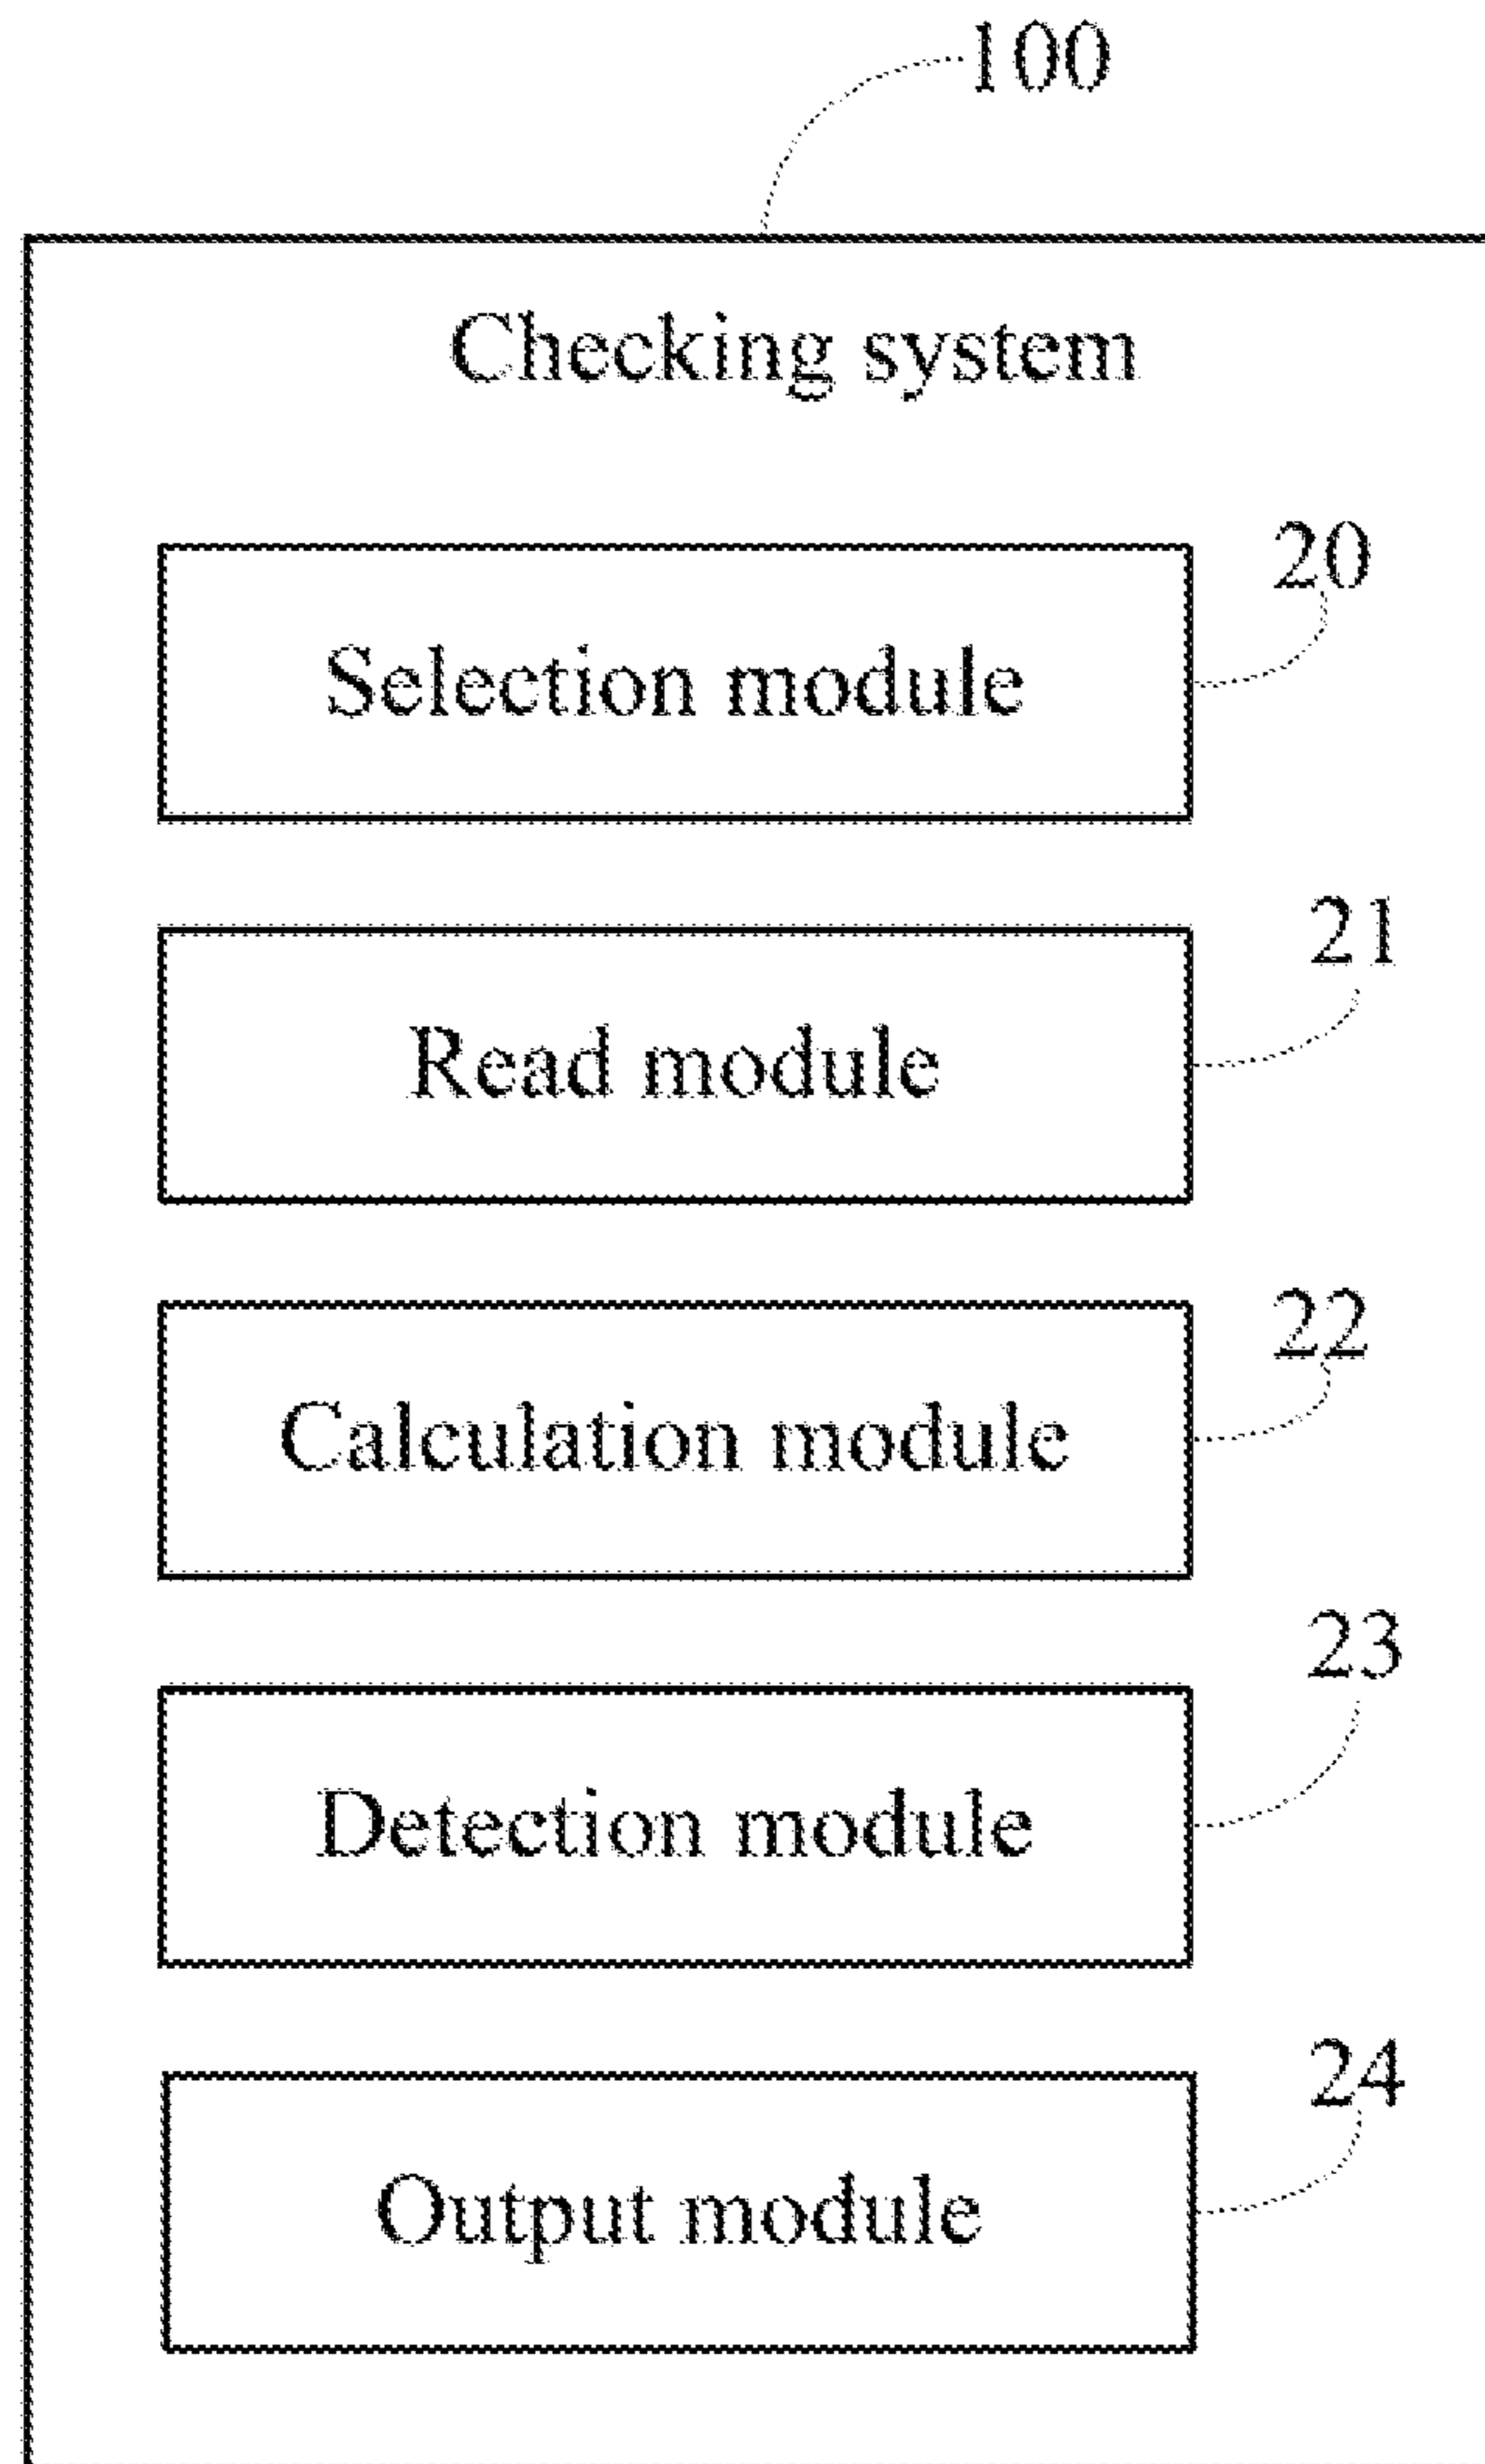 100
Checking system
20
Selection module
21
Read module
22
Calculation module
23
Detection module
24
Output module